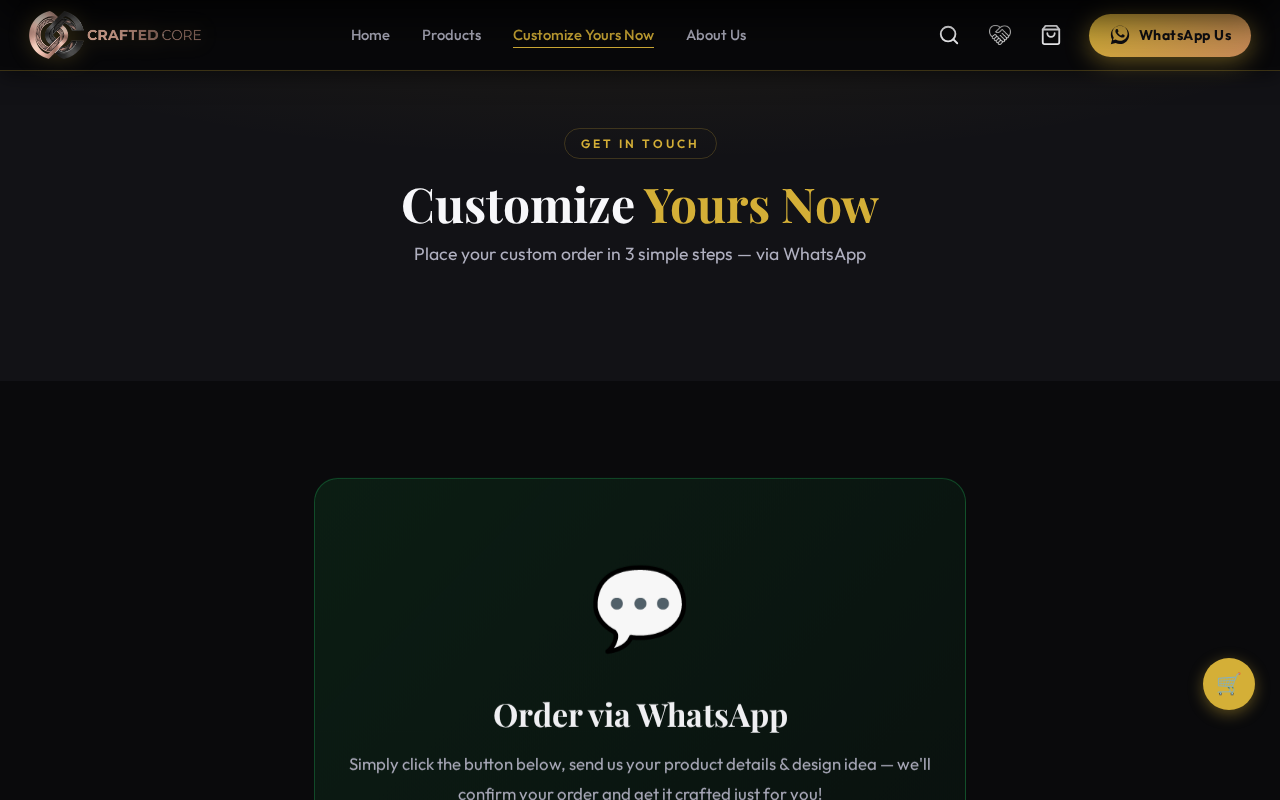 CRAFTED CORE
Home
Products
Customize Yours Now
About Us
WhatsApp Us
GET IN TOUCH
Customize Yours Now
Place your custom order in 3 simple steps — via WhatsApp
Order via WhatsApp
Simply click the button below, send us your product details & design idea — we'll
confirm your order and get it crafted just for you!